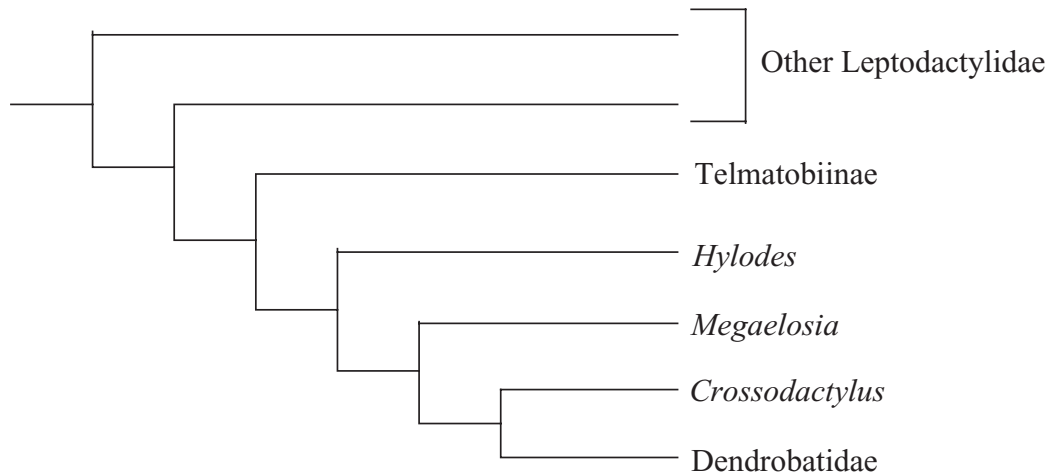 Other Leptodactylidae
Telmatobiinae
Hylodes
Megaelosia
Crossodactylus
Dendrobatidae